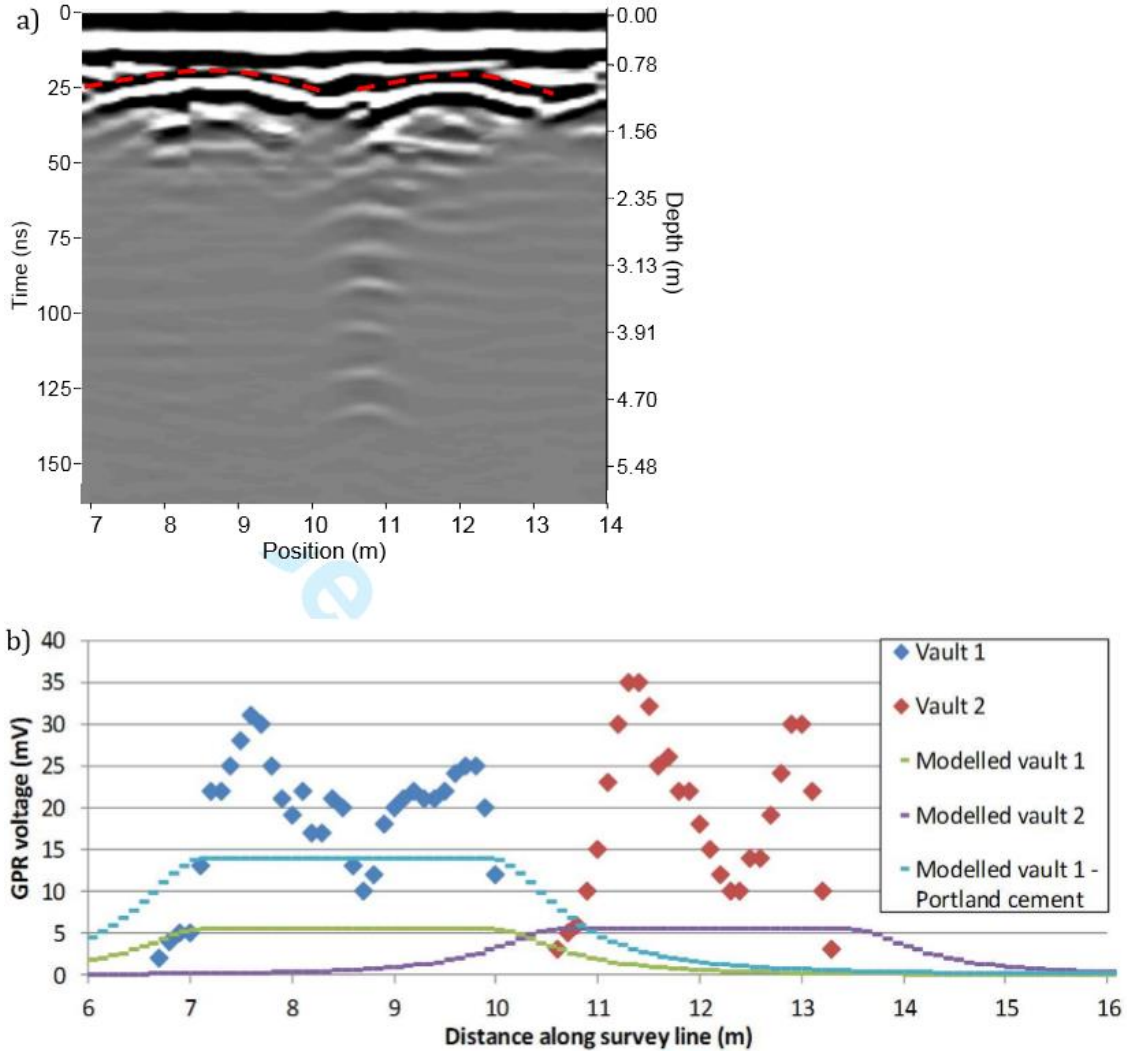 a)
0
25
50
75
100
125
150
Time (ns)
0.00
0.78
1.56
2.35
3.13
3.91
4.70
5.48
Depth (m)
7 8 9 10 11 12 13 14
Position (m)
b)
40
35
30
25
20
15
10
5
0
GPR voltage (mV)
6 7 8 9 10 11 12 13 14 15 16
Distance along survey line (m)
Vault 1
Vault 2
Modelled vault 1
Modelled vault 2
Modelled vault 1 -
Portland cement